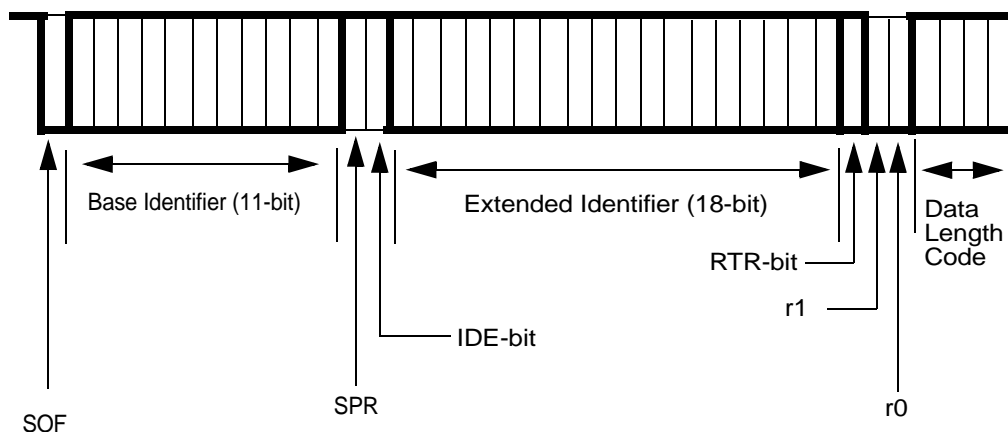 Base Identifier (11-bit)
Extended Identifier (18-bit)
Data
Length
Code
RTR-bit
r1
IDE-bit
SPR
r0
SOF